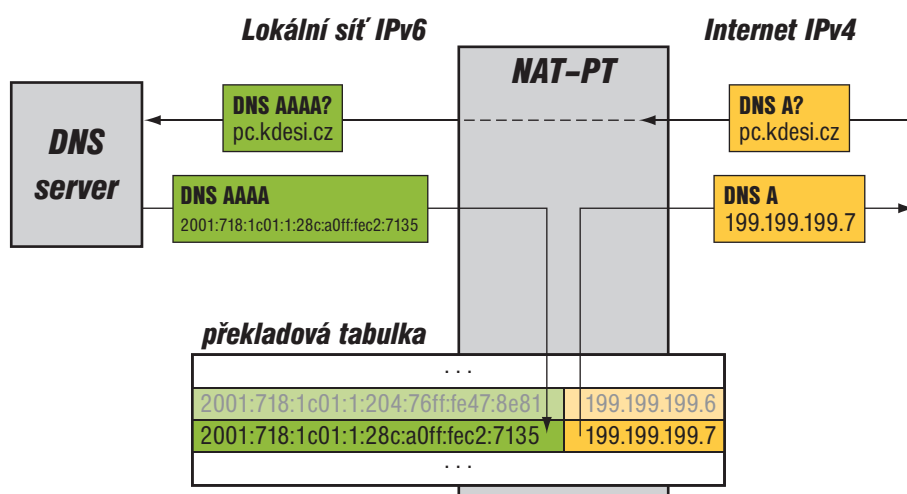 Lokální síť IPv6
Internet IPv4
NAT–PT
DNS AAAA?
pc.kdesi.cz
DNS A?
pc.kdesi.cz
DNS
server
DNS AAAA
2001:718:1c01:1:28c:a0ff:fec2:7135
DNS A
199.199.199.7
překladová tabulka
. . .
2001:718:1c01:1:204:76ff:fe47:8e81 199.199.199.6
2001:718:1c01:1:28c:a0ff:fec2:7135 199.199.199.7
. . .